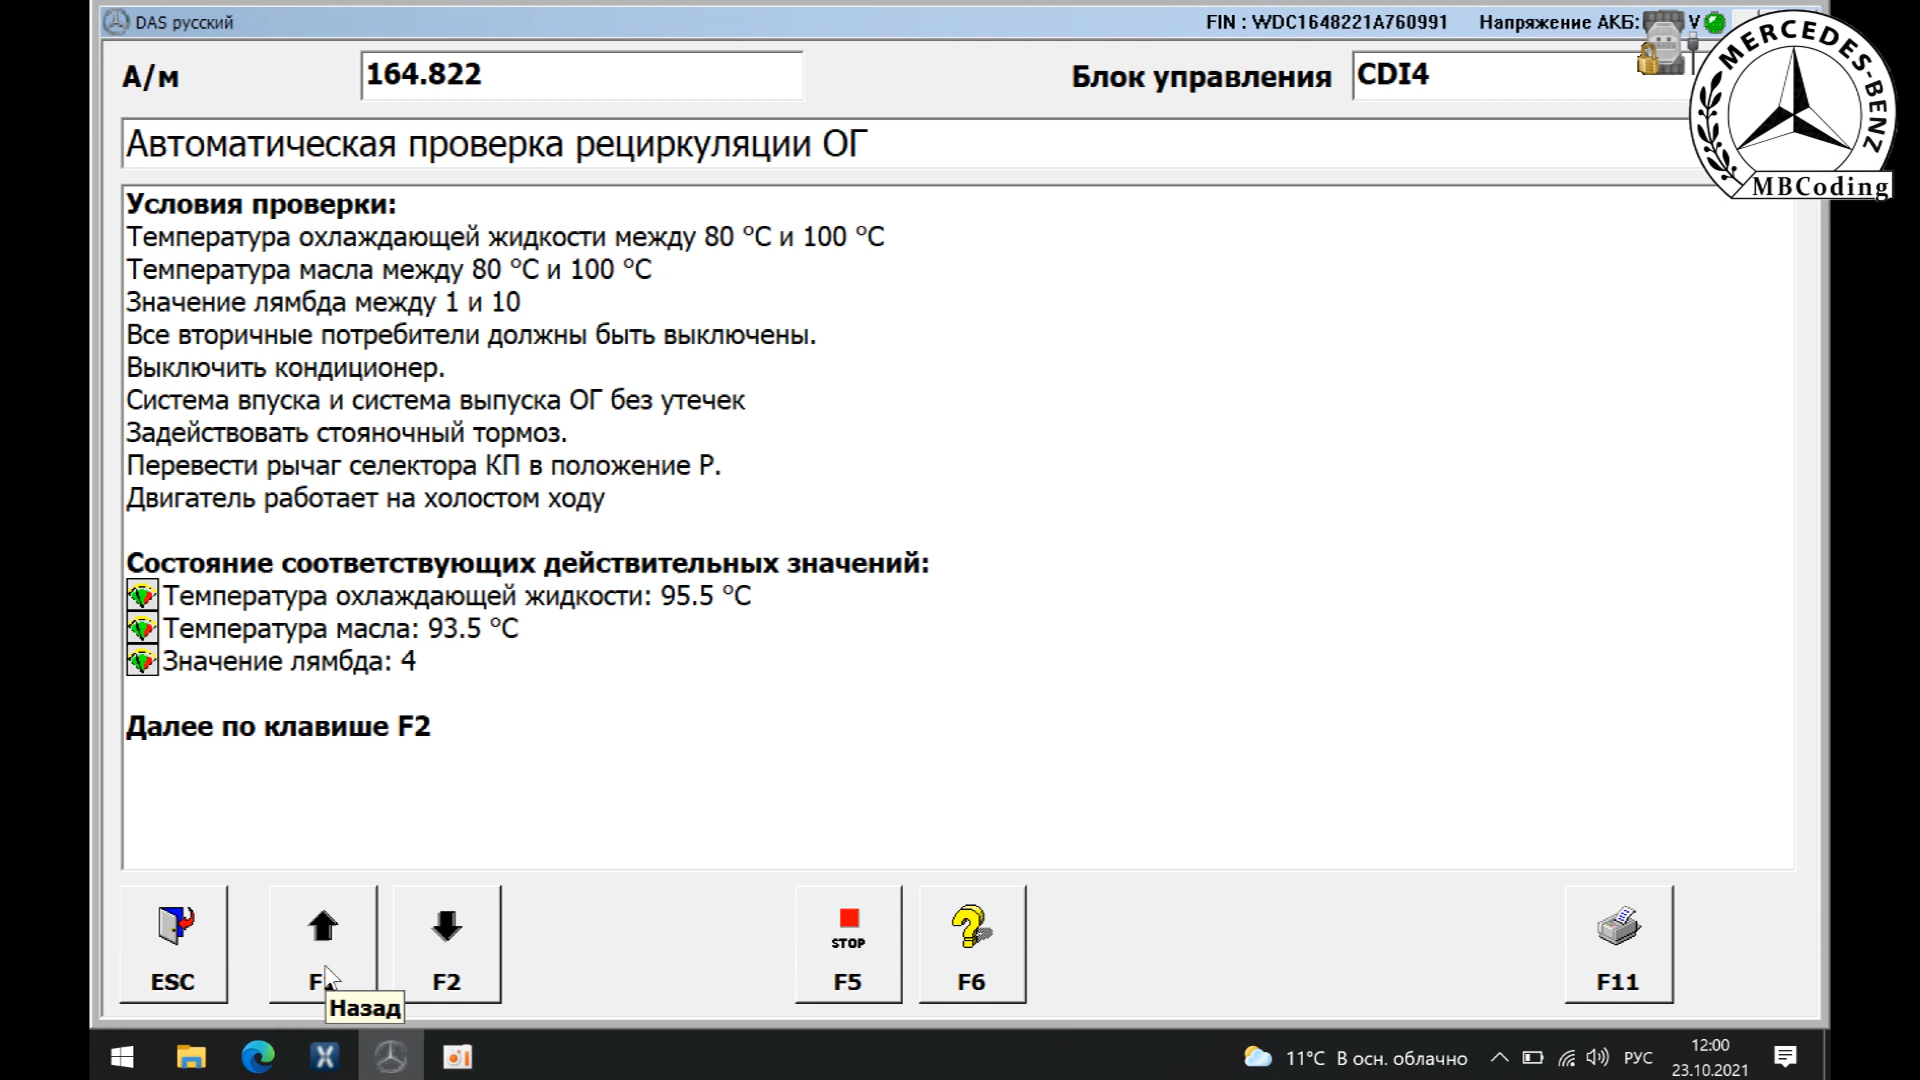 DAS русский
FIN : WDC1648221A760991
Напряжение АКБ:
V
MERCEDES-BENZ
MBCoding
А/м
164.822
Блок управления
CDI4
Автоматическая проверка рециркуляции ОГ
Условия проверки:
Температура охлаждающей жидкости между 80 °C и 100 °C
Температура масла между 80 °C и 100 °C
Значение лямбда между 1 и 10
Все вторичные потребители должны быть выключены.
Выключить кондиционер.
Система впуска и система выпуска ОГ без утечек
Задействовать стояночный тормоз.
Перевести рычаг селектора КП в положение P.
Двигатель работает на холостом ходу
Состояние соответствующих действительных значений:
Температура охлаждающей жидкости: 95.5 °C
Температура масла: 93.5 °C
Значение лямбда: 4
Далее по клавише F2
STOP
ESC
F2
F5
F6
F11
Назад
11°C В осн. облачно
РУС
12:00
23.10.2021